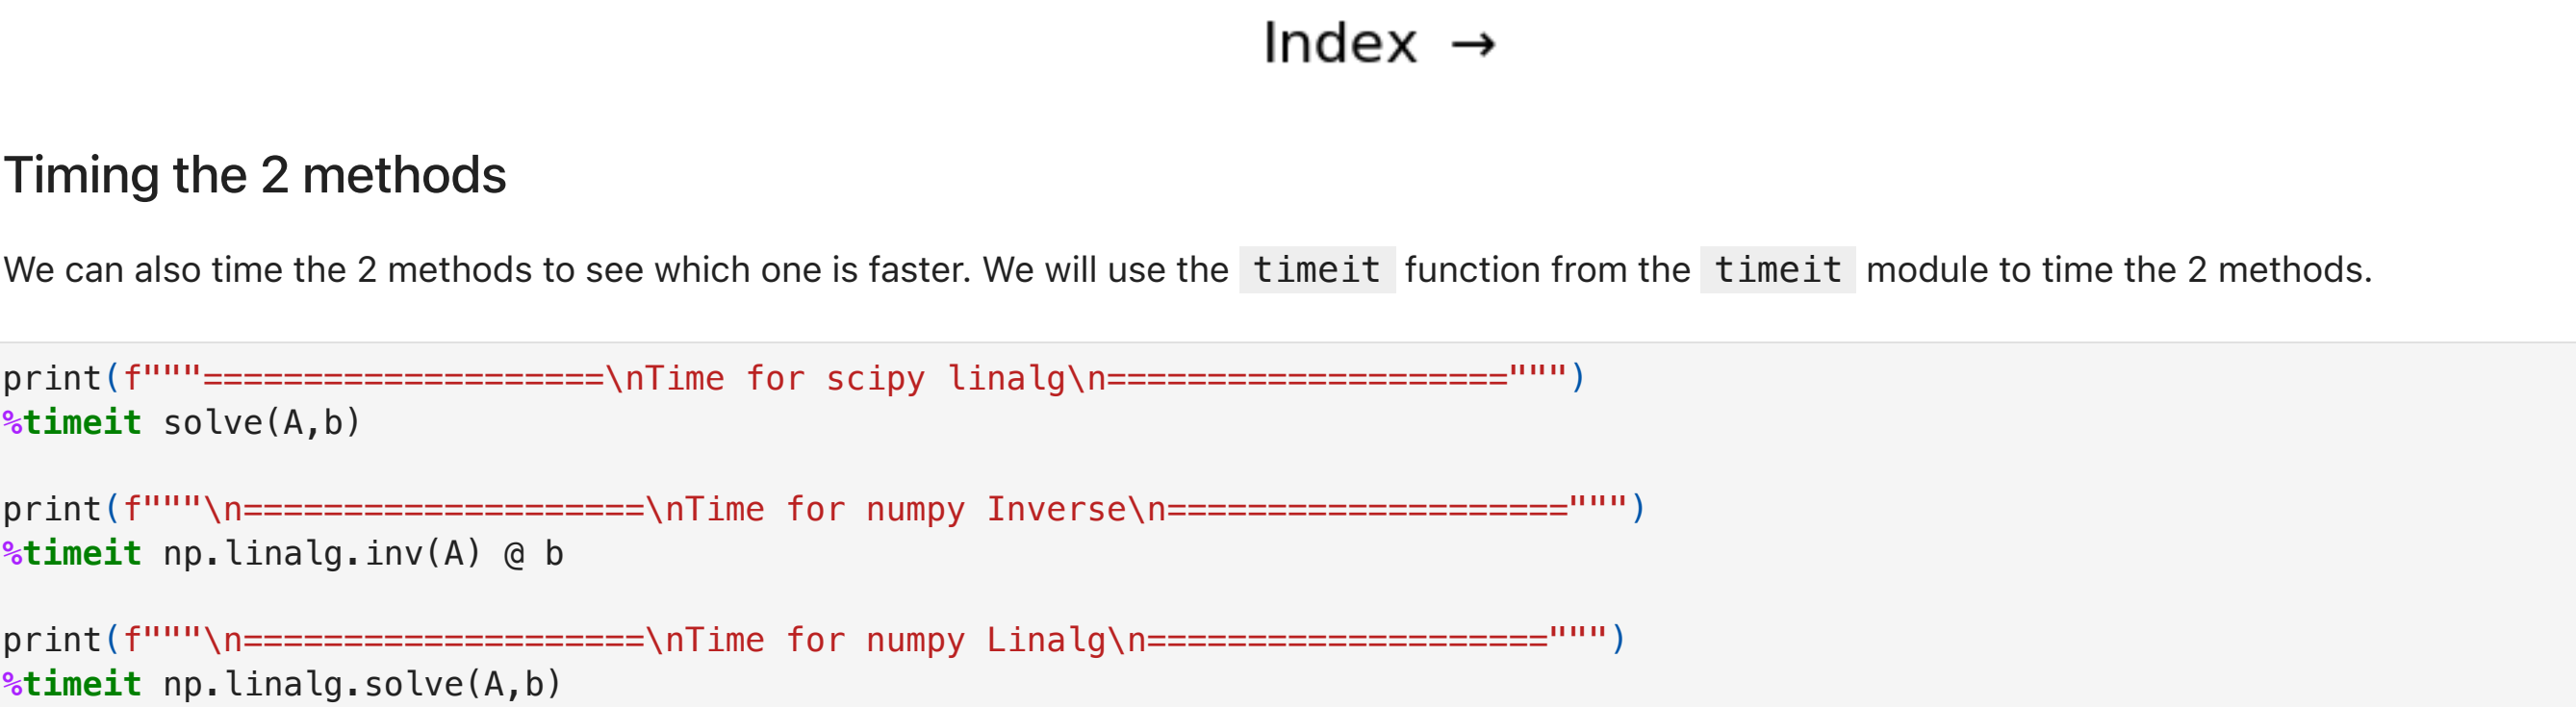 Index →
Timing the 2 methods
We can also time the 2 methods to see which one is faster. We will use the timeit function from the timeit module to time the 2 methods.
print(f"""====================\nTime for scipy linalg\n====================""")
%timeit solve(A,b)
print(f"""\n====================\nTime for numpy Inverse\n====================""")
%timeit np.linalg.inv(A) @ b
print(f"""\n====================\nTime for numpy Linalg\n====================""")
%timeit np.linalg.solve(A,b)